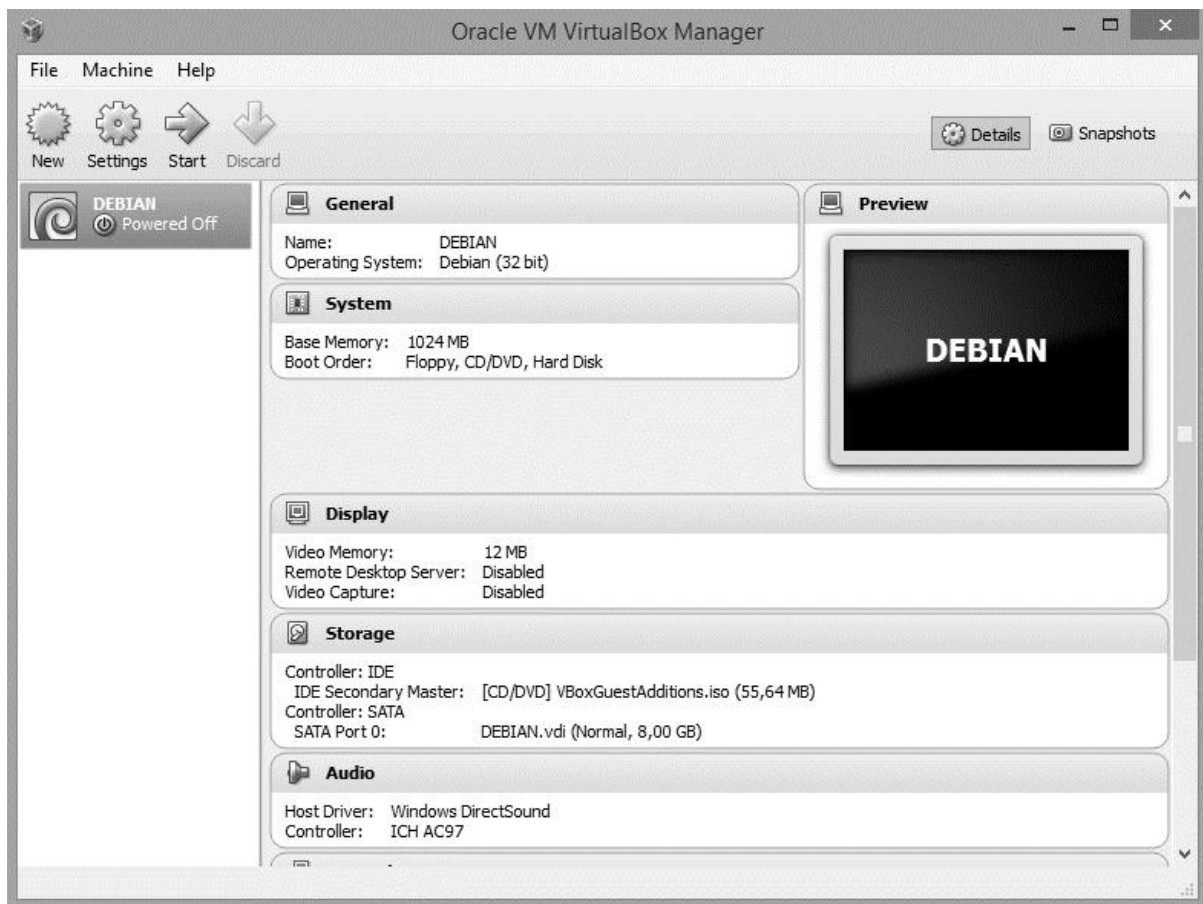 Oracle VM VirtualBox Manager
File Machine Help
New Settings Start Discard
Details Snapshots
DEBIAN
Powered Off
General
Name: DEBIAN
Operating System: Debian (32 bit)
System
Base Memory: 1024 MB
Boot Order: Floppy, CD/DVD, Hard Disk
Preview
DEBIAN
Display
Video Memory: 12 MB
Remote Desktop Server: Disabled
Video Capture: Disabled
Storage
Controller: IDE
IDE Secondary Master: [CD/DVD] VBoxGuestAdditions.iso (55,64 MB)
Controller: SATA
SATA Port 0: DEBIAN.vdi (Normal, 8,00 GB)
Audio
Host Driver: Windows DirectSound
Controller: ICH AC97